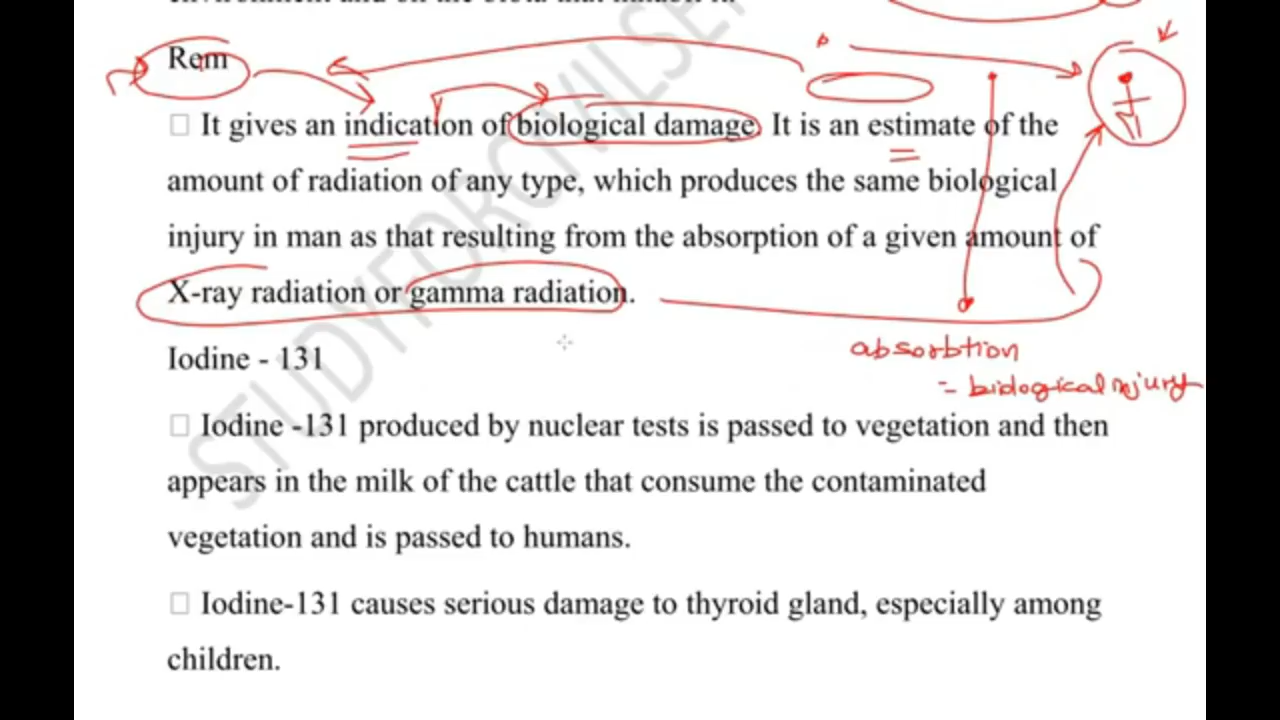 Rem
It gives an indication of biological damage. It is an estimate of the
amount of radiation of any type, which produces the same biological
injury in man as that resulting from the absorption of a given amount of
X-ray radiation or gamma radiation.
absorbtion
= biological injury
Iodine - 131
Iodine -131 produced by nuclear tests is passed to vegetation and then
appears in the milk of the cattle that consume the contaminated
vegetation and is passed to humans.
Iodine-131 causes serious damage to thyroid gland, especially among
children.